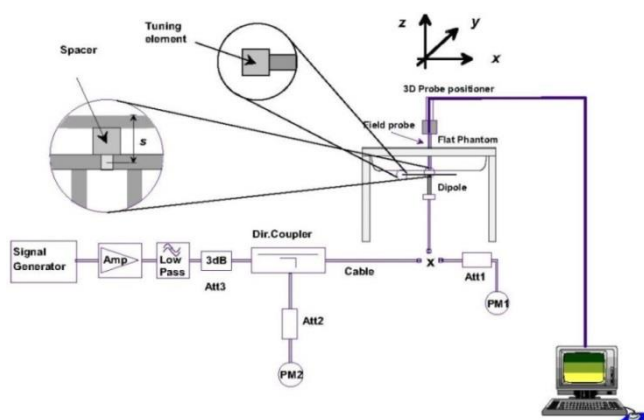 Tuning
element
Spacer
z
y
x
3D Probe positioner
Field probe
Flat Phantom
s
Dipole
Signal
Generator
Amp
Low
Pass
3dB
Att3
Dir.Coupler
Cable
x
Att1
PM1
Att2
PM2